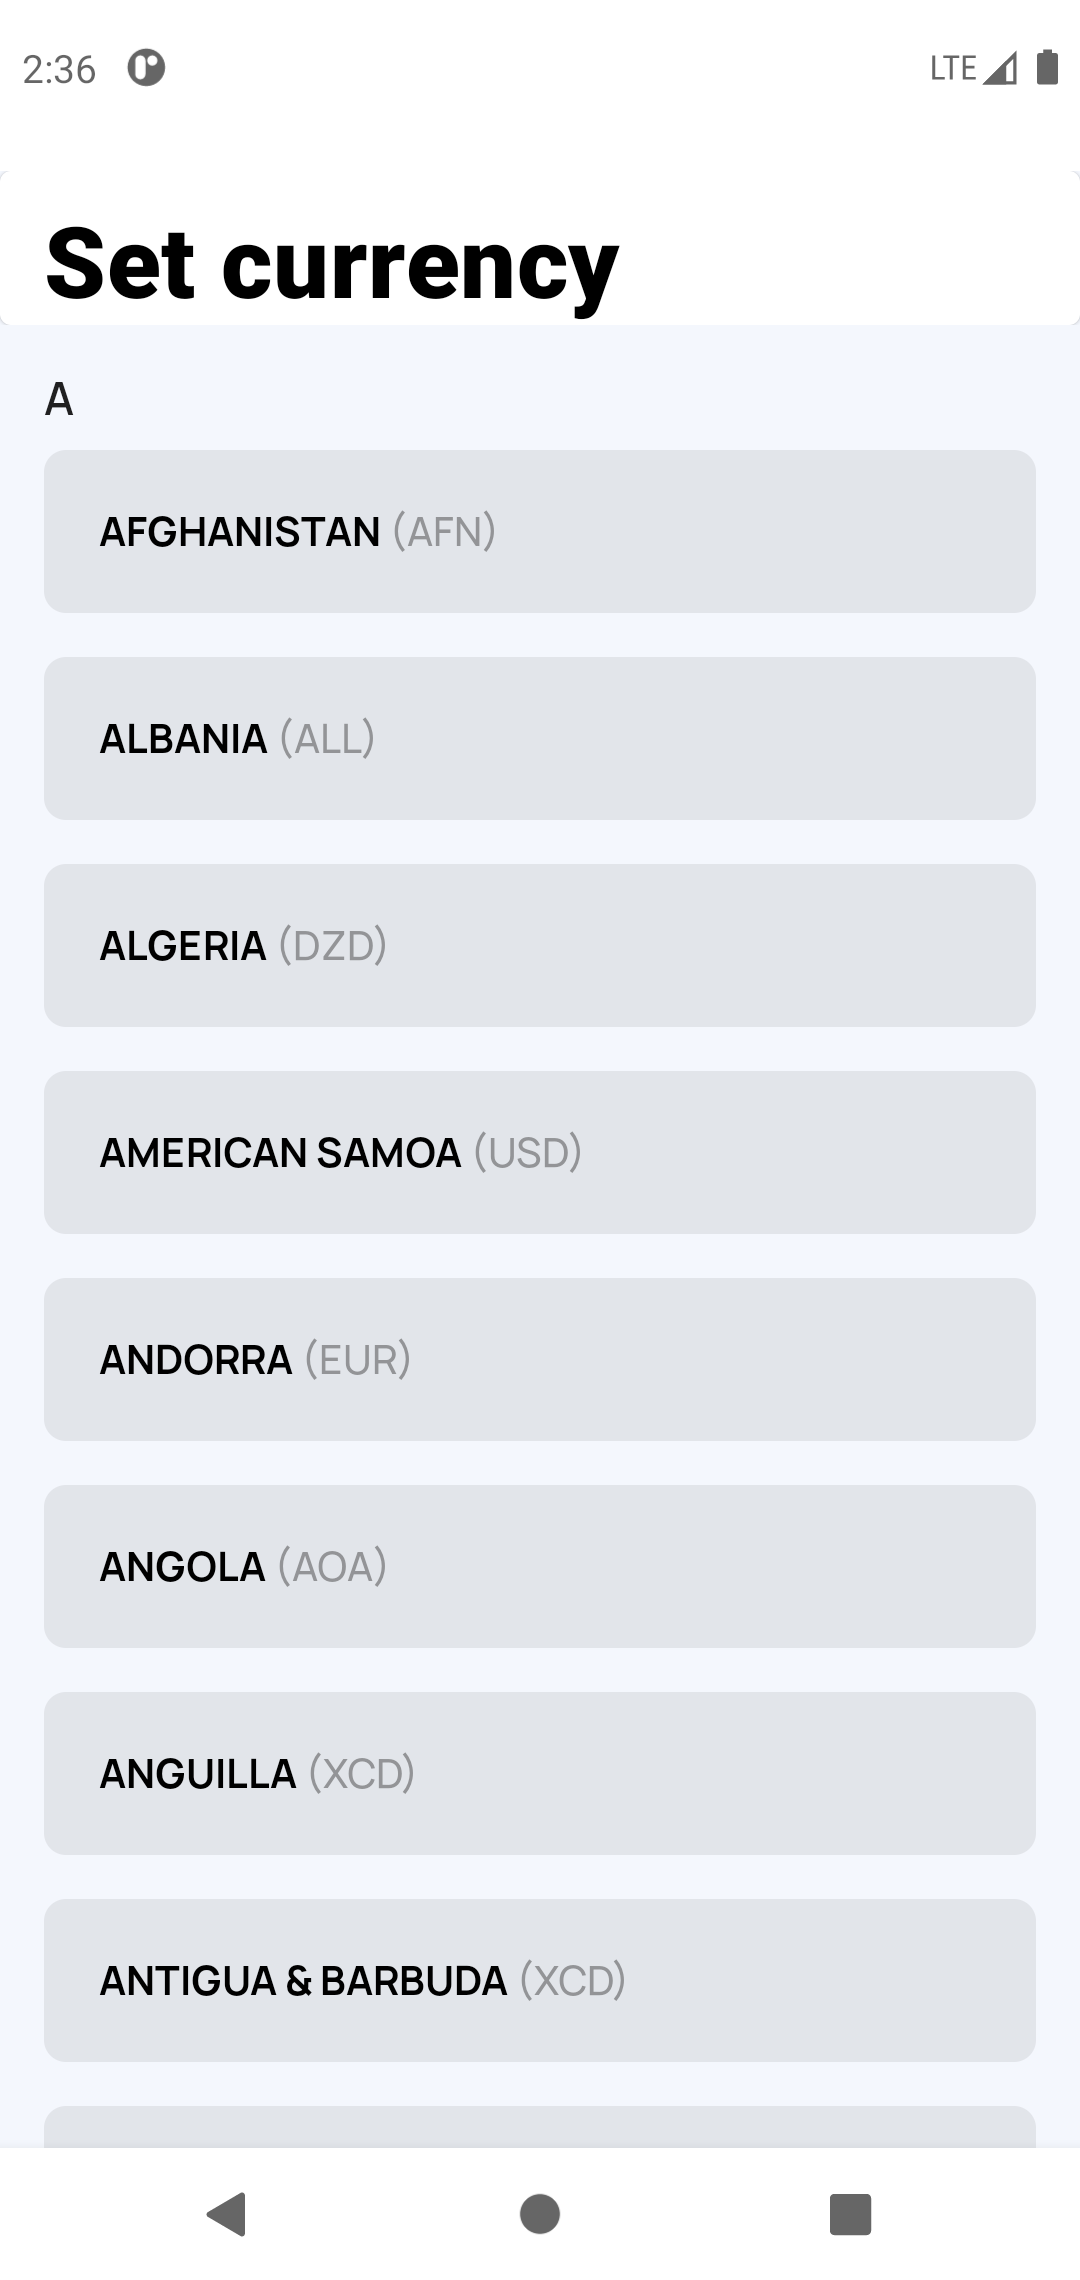 2:36
LTE
Set currency
A
AFGHANISTAN (AFN)
ALBANIA (ALL)
ALGERIA (DZD)
AMERICAN SAMOA (USD)
ANDORRA (EUR)
ANGOLA (AOA)
ANGUILLA (XCD)
ANTIGUA & BARBUDA (XCD)